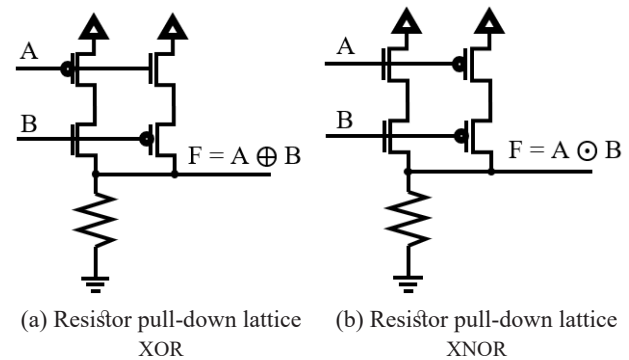 A
A
B
B
F = A ⊕ B
F = A ⊙ B
(a) Resistor pull-down lattice
XOR
(b) Resistor pull-down lattice
XNOR